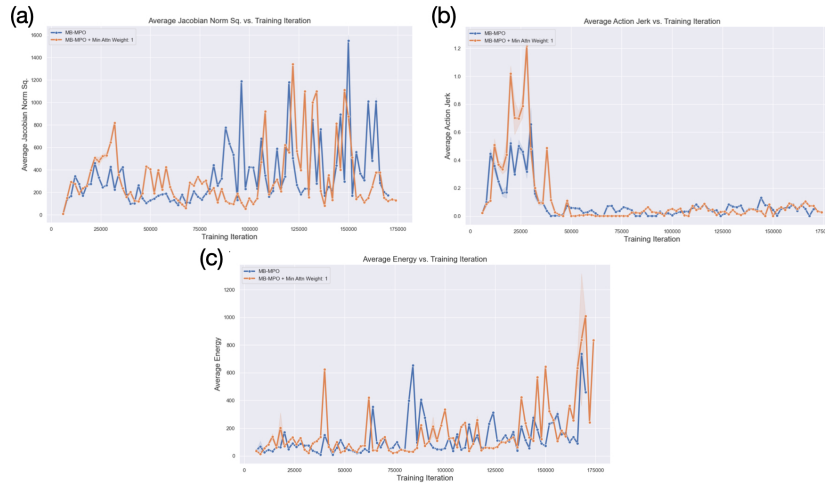 (a)
Average Jacobian Norm Sq. vs. Training Iteration
MB-MPO
MB-MPO + Min Attn Weight: 1
Average Jacobian Norm Sq.
1600
1400
1200
1000
800
600
400
200
0
0 25000 50000 75000 100000 125000 150000 175000
Training Iteration
(b)
Average Action Jerk vs. Training Iteration
MB-MPO
MB-MPO + Min Attn Weight: 1
Average Action Jerk
1.2
1.0
0.8
0.6
0.4
0.2
0.0
0 25000 50000 75000 100000 125000 150000 175000
Training Iteration
(c)
Average Energy vs. Training Iteration
MB-MPO
MB-MPO + Min Attn Weight: 1
Average Energy
1200
1000
800
600
400
200
0
0 25000 50000 75000 100000 125000 150000 175000
Training Iteration